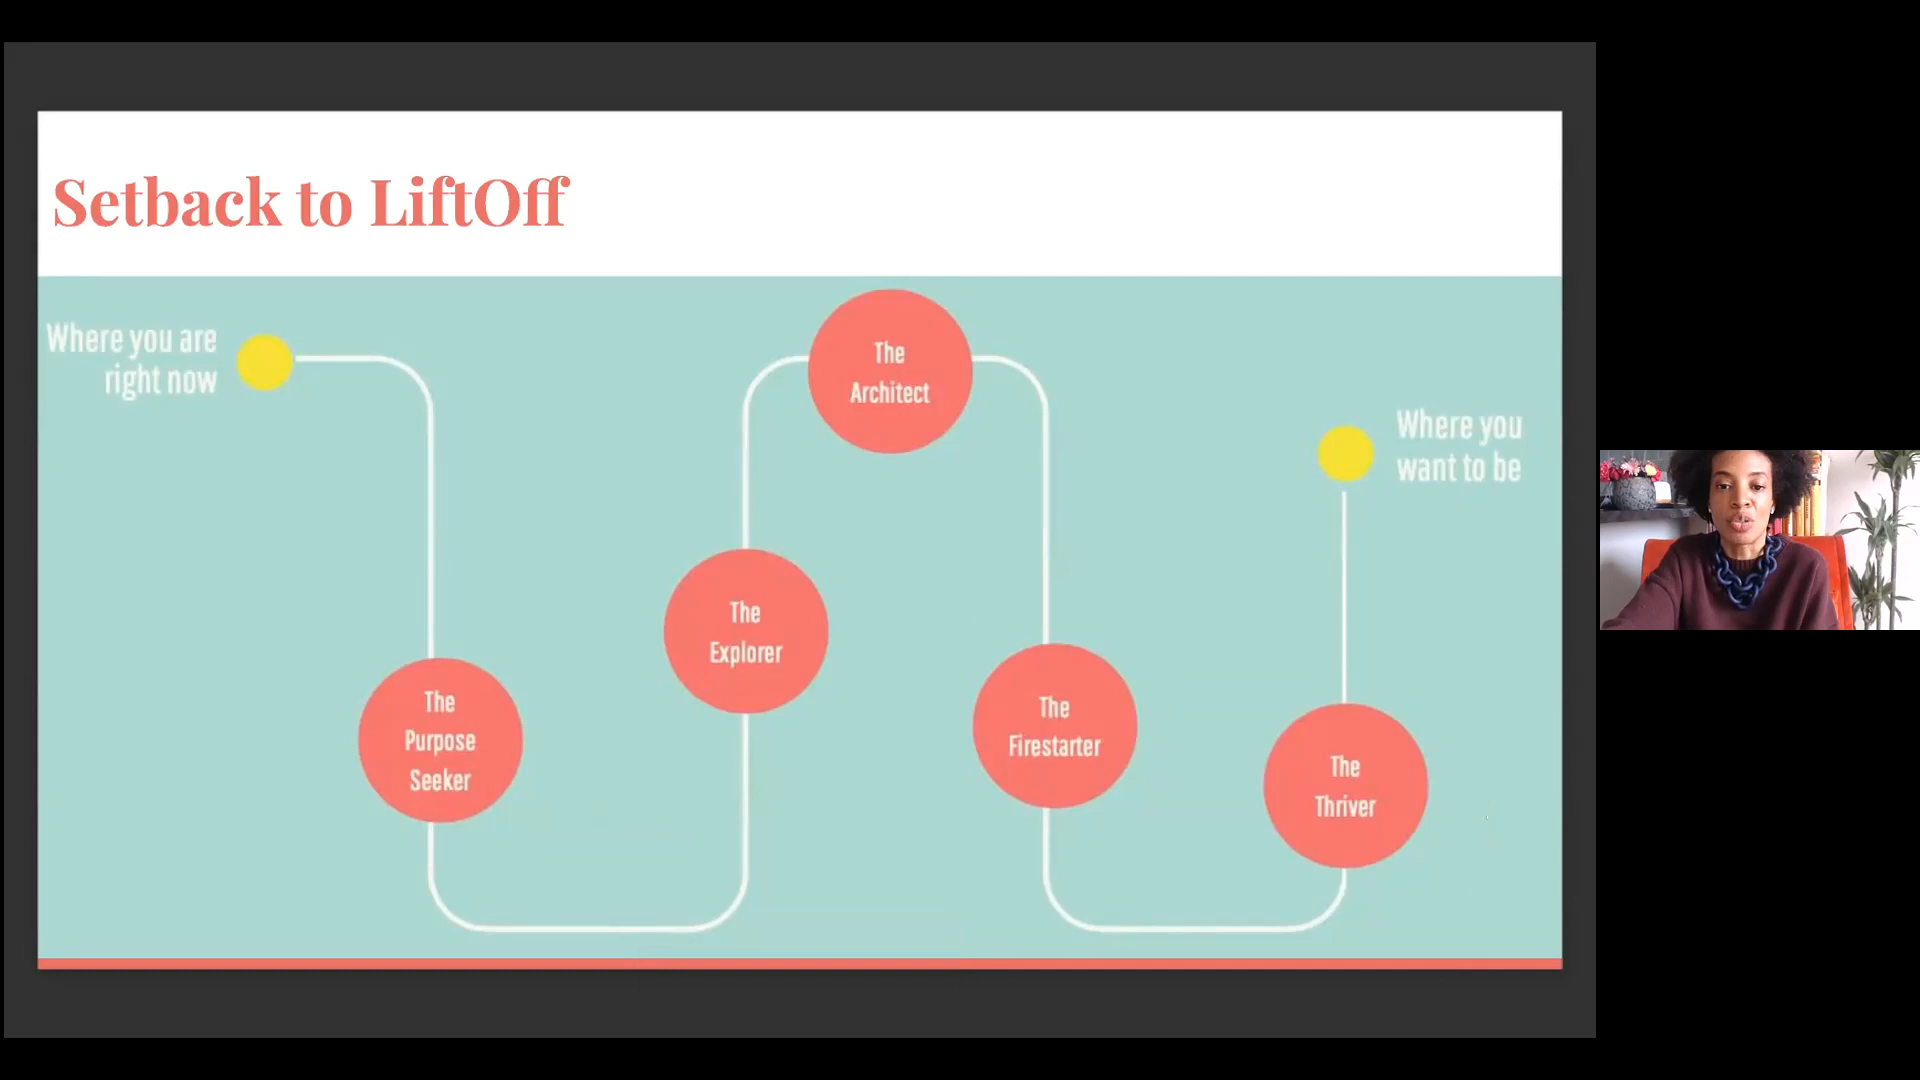 Setback to LiftOff
Where you are
right now
The
Purpose
Seeker
The
Explorer
The
Architect
The
Firestarter
The
Thriver
Where you
want to be